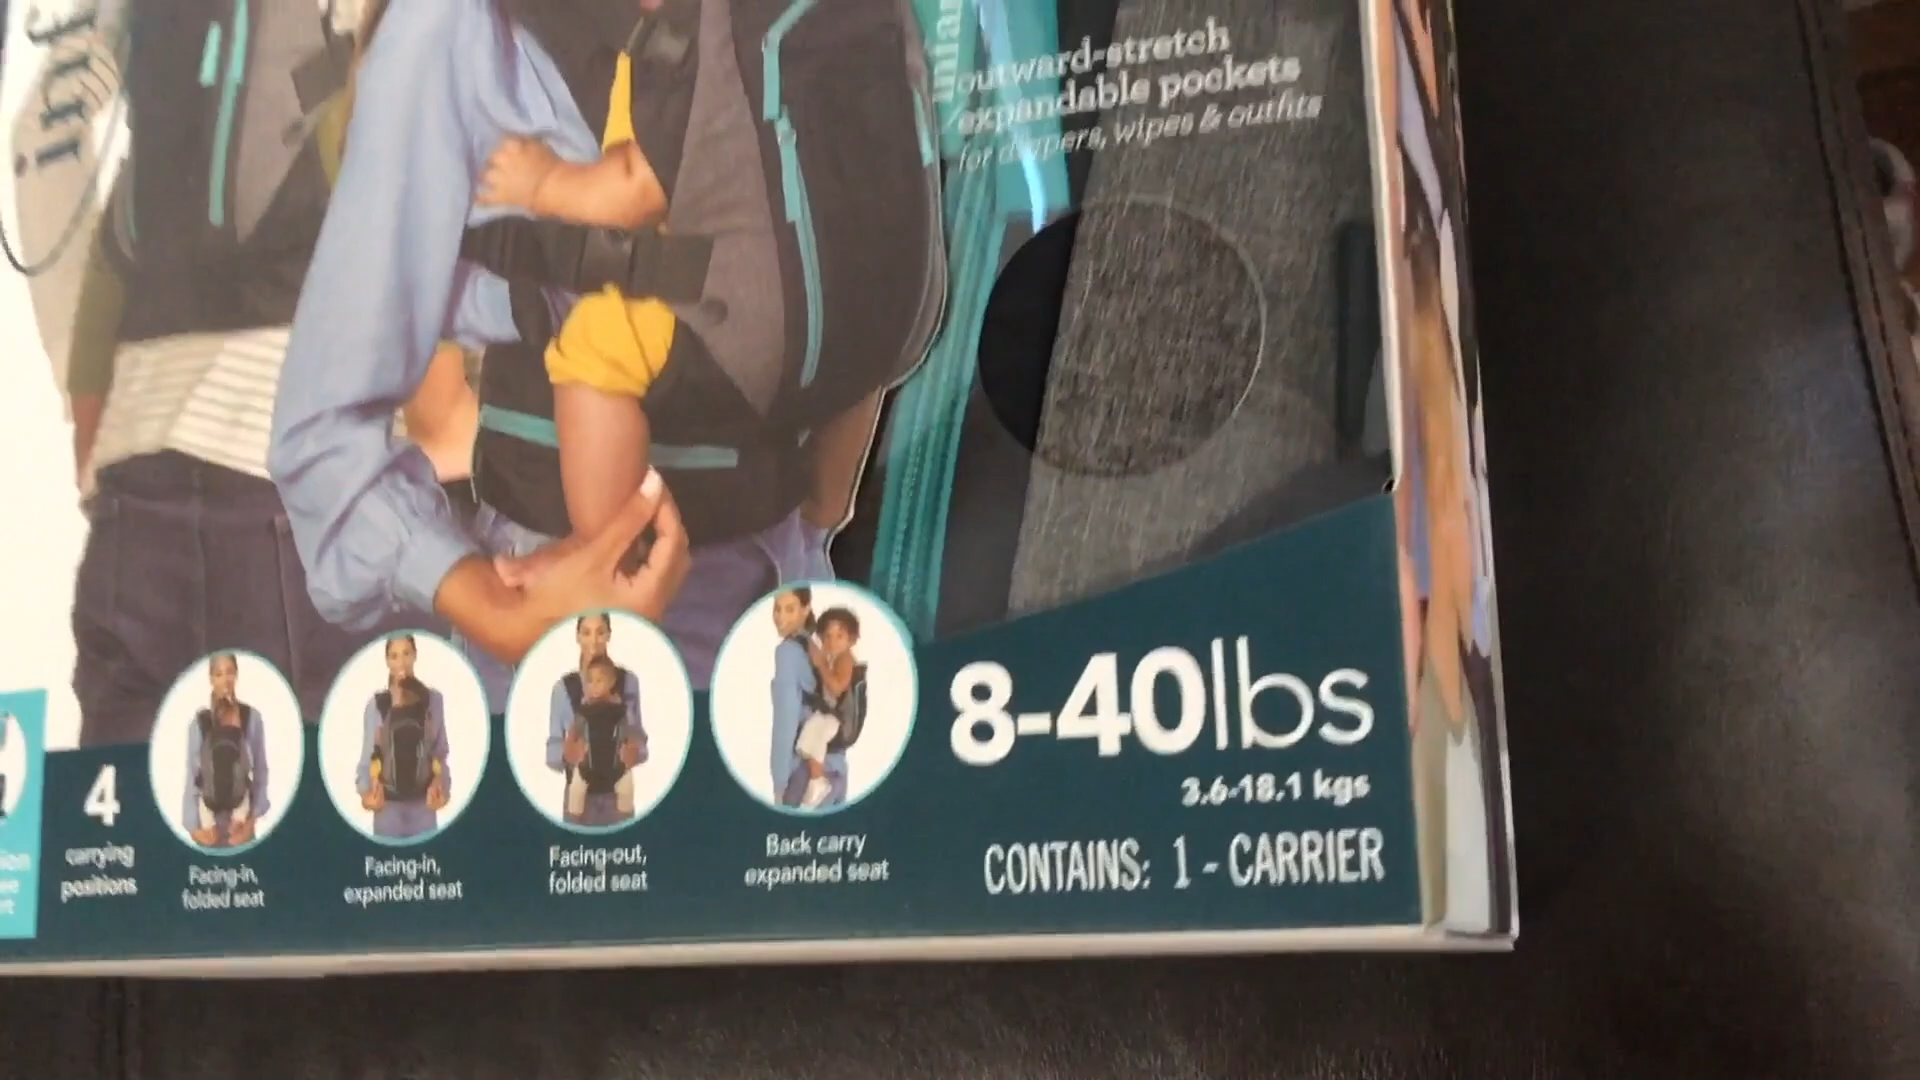 outward-stretch
expandable pockets
for diapers, wipes & outfits
8-40lbs
3.6-18.1 kgs
CONTAINS: 1 - CARRIER
4
carrying
positions
Facing-in,
folded seat
Facing-in,
expanded seat
Facing-out,
folded seat
Back carry
expanded seat